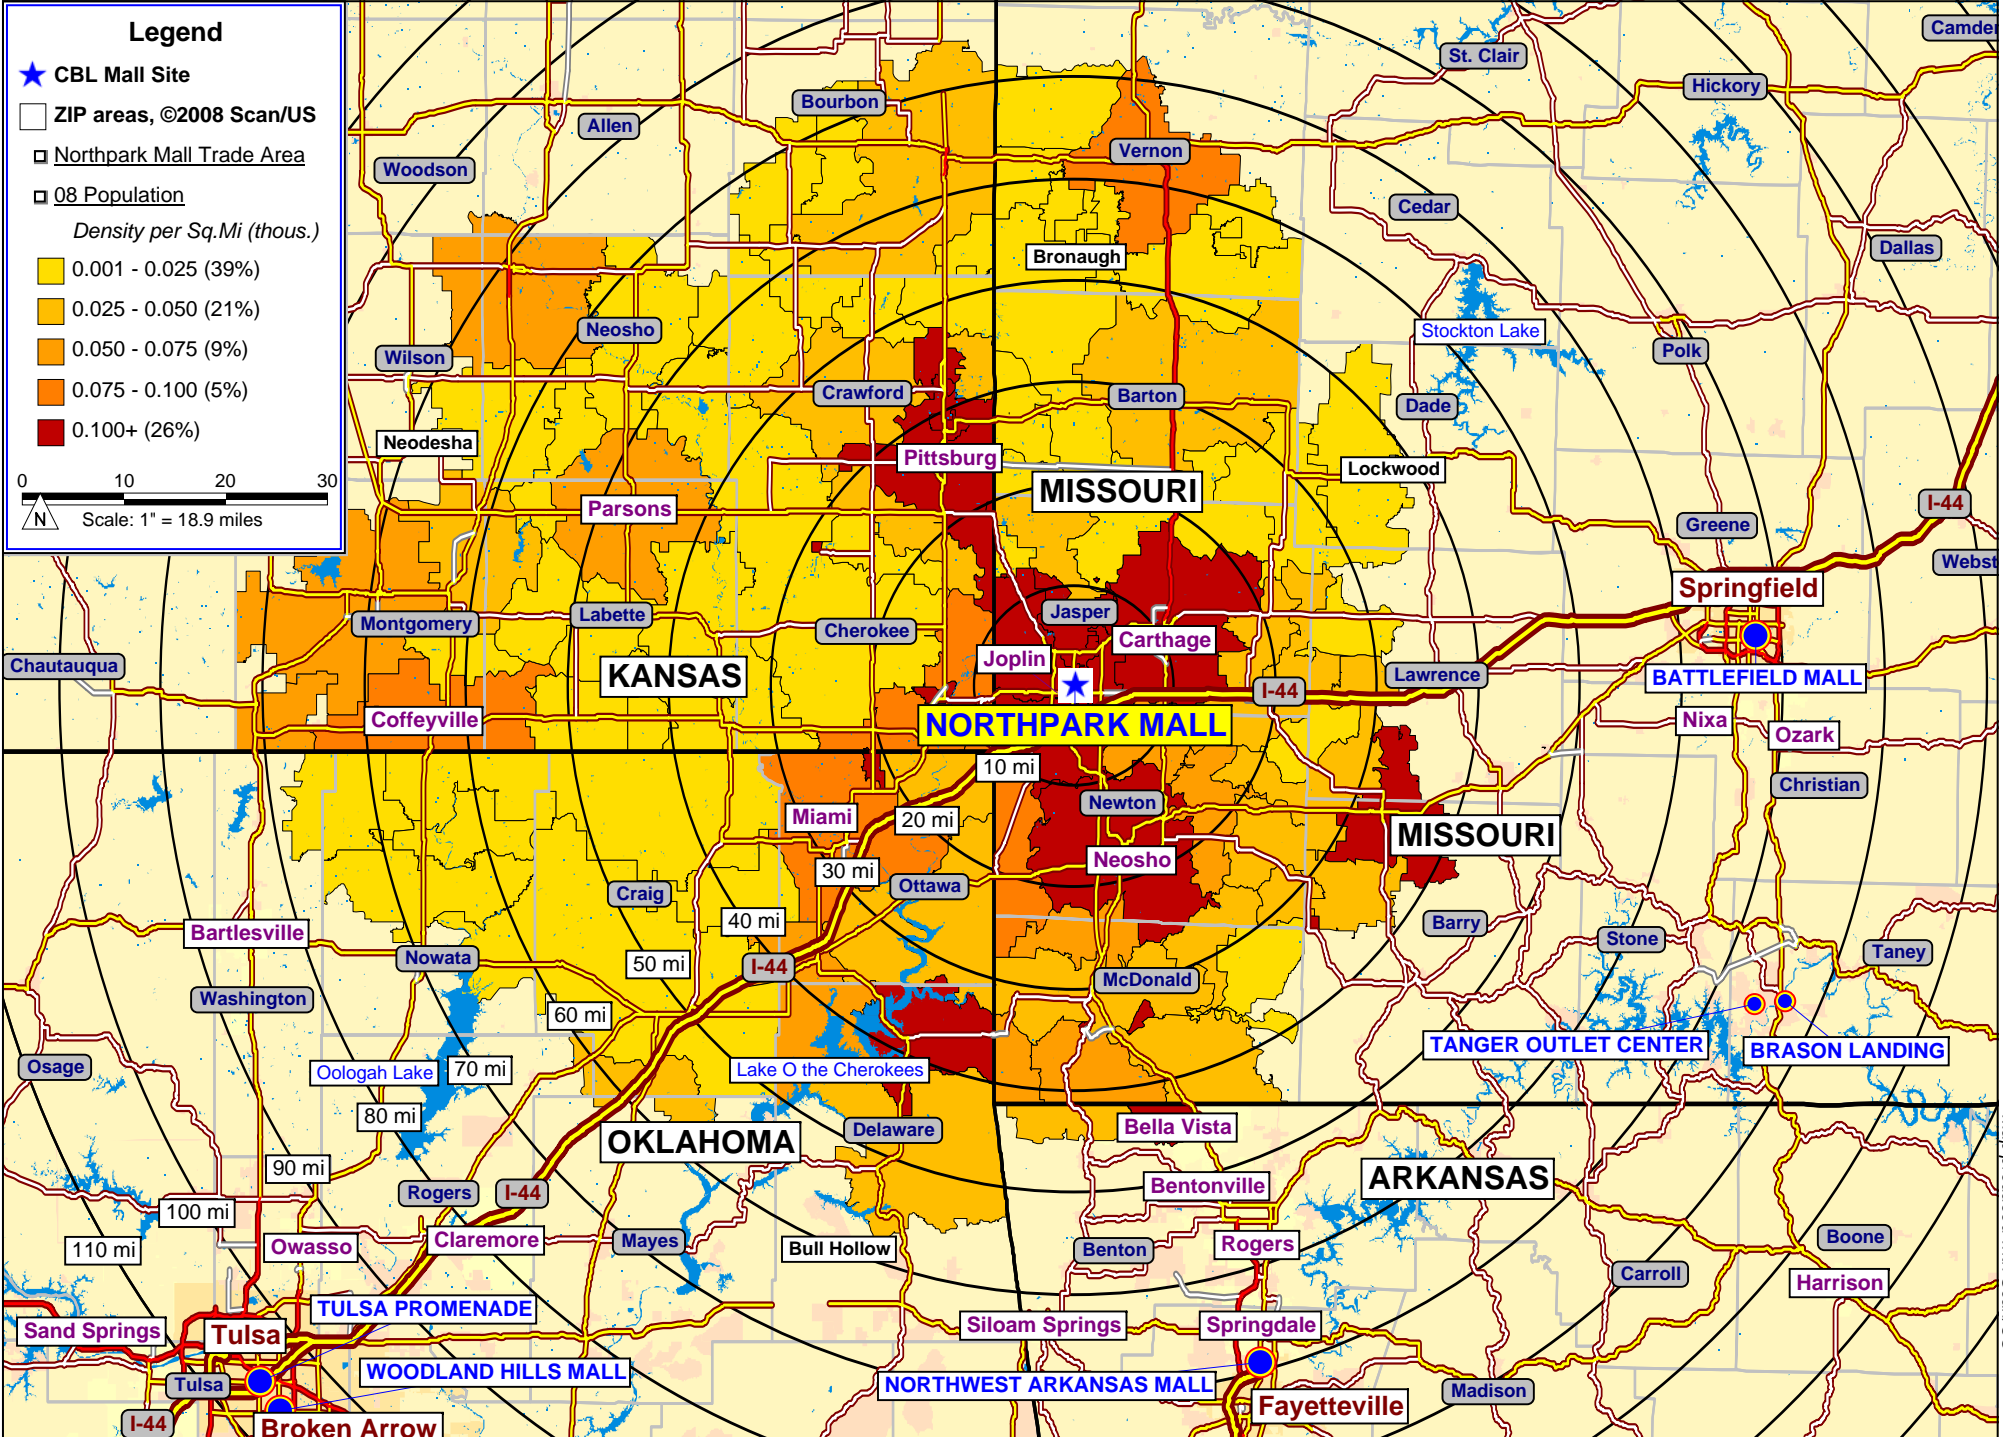 Legend
CBL Mall Site
ZIP areas, ©2008 Scan/US
Northpark Mall Trade Area
08 Population
Density per Sq.Mi (thous.)
0.001 - 0.025 (39%)
0.025 - 0.050 (21%)
0.050 - 0.075 (9%)
0.075 - 0.100 (5%)
0.100+ (26%)
0 10 20 30
N
Scale: 1" = 18.9 miles
Camden
St. Clair
Hickory
Bourbon
Allen
Vernon
Woodson
Cedar
Dallas
Bronaugh
Neosho
Stockton Lake
Wilson
Polk
Crawford
Barton
Dade
Neodesha
Pittsburg
Lockwood
MISSOURI
I-44
Parsons
Greene
Webst
Springfield
Labette
Jasper
Montgomery
Cherokee
Carthage
Joplin
Chautauqua
KANSAS
Lawrence
BATTLEFIELD MALL
I-44
Coffeyville
NORTHPARK MALL
Nixa
Ozark
10 mi
Christian
Newton
Miami
20 mi
MISSOURI
Neosho
30 mi
Ottawa
Craig
40 mi
Barry
Bartlesville
Stone
Taney
Nowata
50 mi
I-44
McDonald
Washington
60 mi
TANGER OUTLET CENTER
BRASON LANDING
Osage
Oologah Lake
70 mi
Lake O the Cherokees
80 mi
Delaware
Bella Vista
OKLAHOMA
90 mi
Rogers
I-44
Bentonville
ARKANSAS
100 mi
110 mi
Owasso
Claremore
Mayes
Bull Hollow
Benton
Rogers
Boone
Carroll
Harrison
TULSA PROMENADE
Sand Springs
Tulsa
Siloam Springs
Springdale
WOODLAND HILLS MALL
Tulsa
NORTHWEST ARKANSAS MALL
Madison
Fayetteville
I-44
Broken Arrow